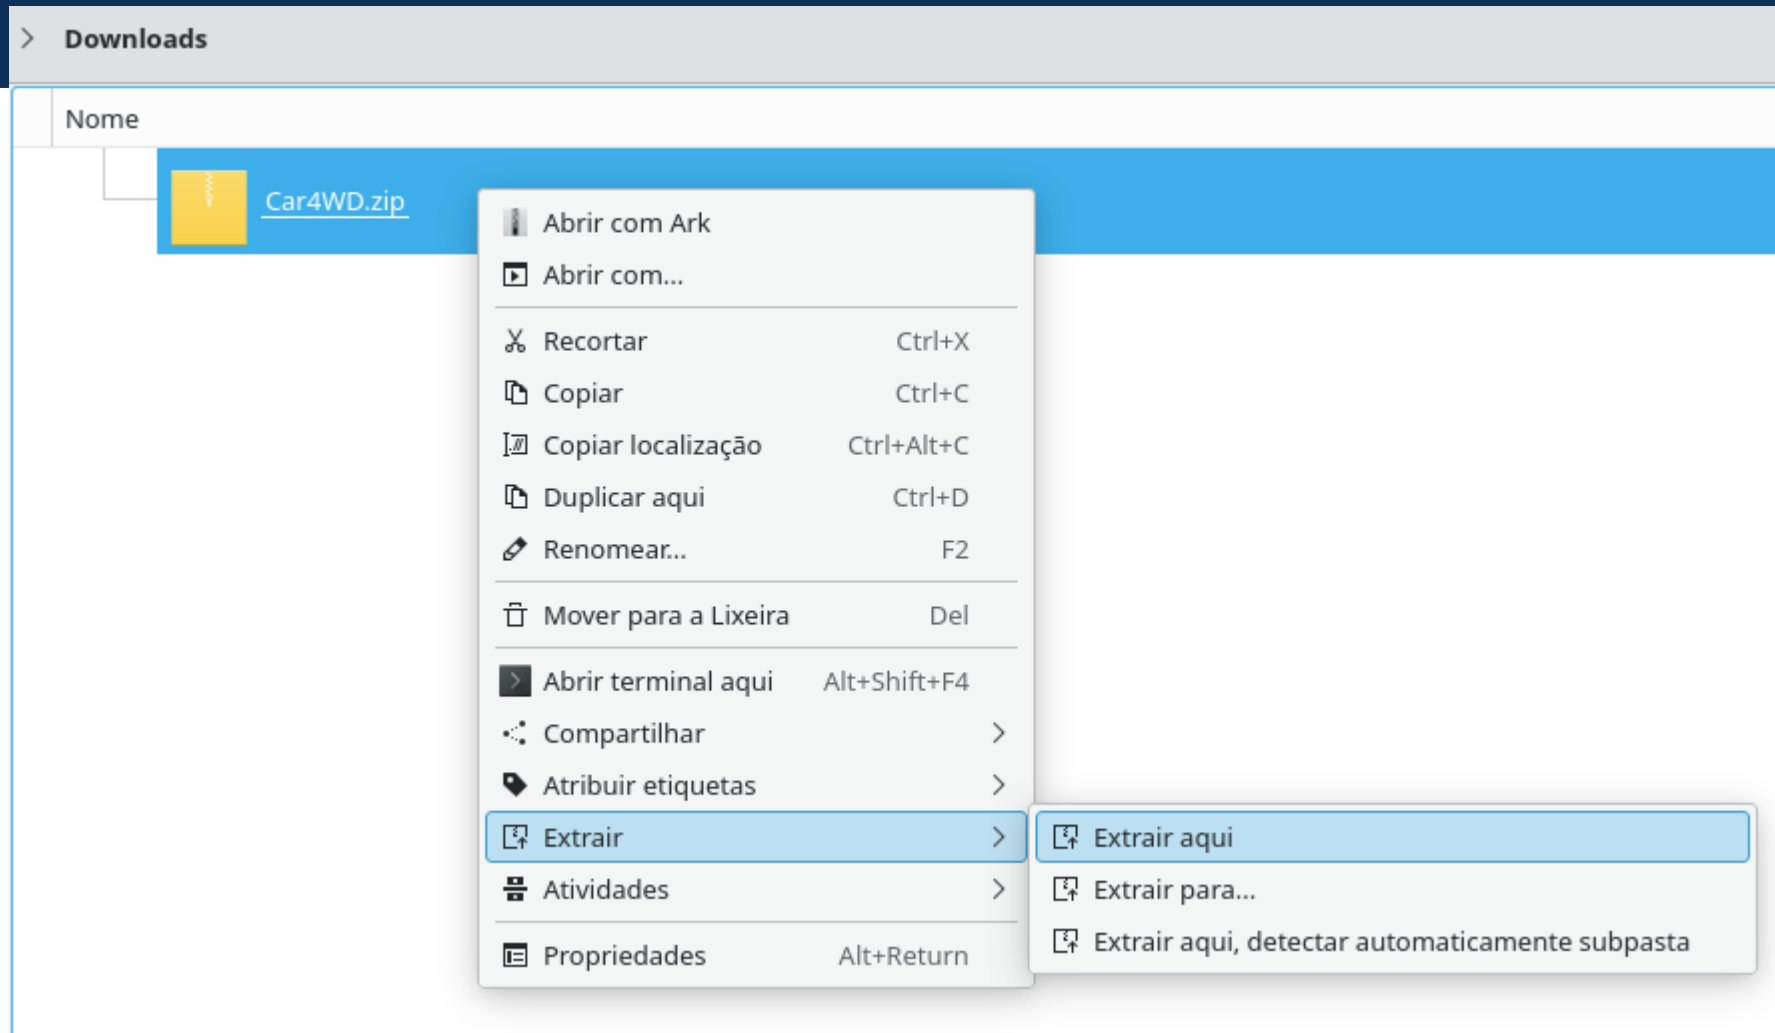 Downloads
Nome
Car4WD.zip
Abrir com Ark
Abrir com...
Recortar Ctrl+X
Copiar Ctrl+C
Copiar localização Ctrl+Alt+C
Duplicar aqui Ctrl+D
Renomear... F2
Mover para a Lixeira Del
Abrir terminal aqui Alt+Shift+F4
Compartilhar
Atribuir etiquetas
Extrair
Atividades
Propriedades Alt+Return
Extrair aqui
Extrair para...
Extrair aqui, detectar automaticamente subpasta